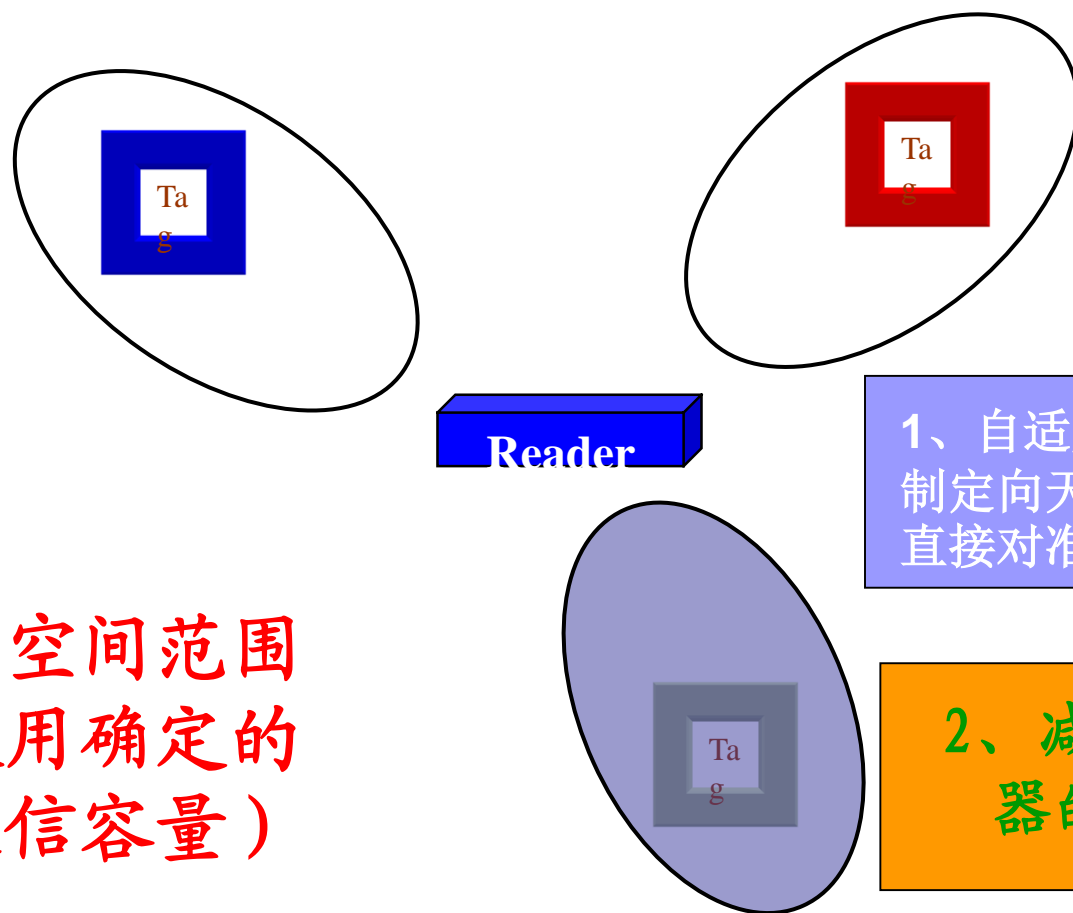 Ta
g
Ta
g
Reader
1、自适
制定向天
直接对准
空间范围
用确定的
信容量）
Ta
g
2、减
器的